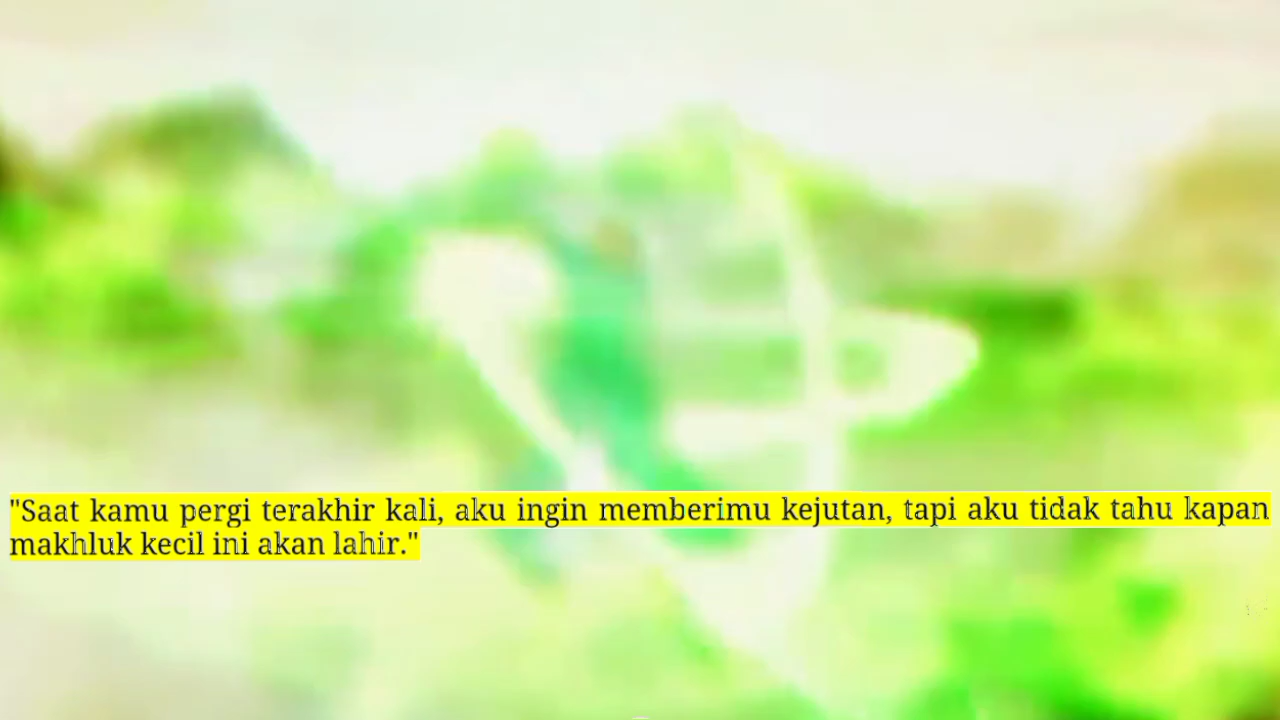 "Saat kamu pergi terakhir kali, aku ingin memberimu kejutan, tapi aku tidak tahu kapan
makhluk kecil ini akan lahir."